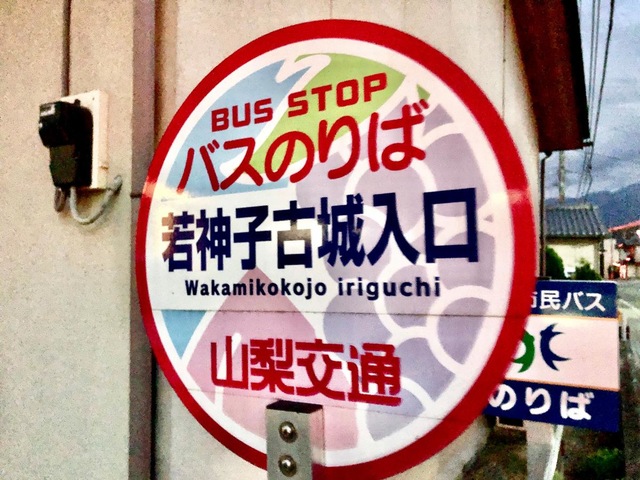 BUS STOP
バスのりば
若神子古城入口
Wakamikokojo iriguchi
山梨交通
市民バス
のりば